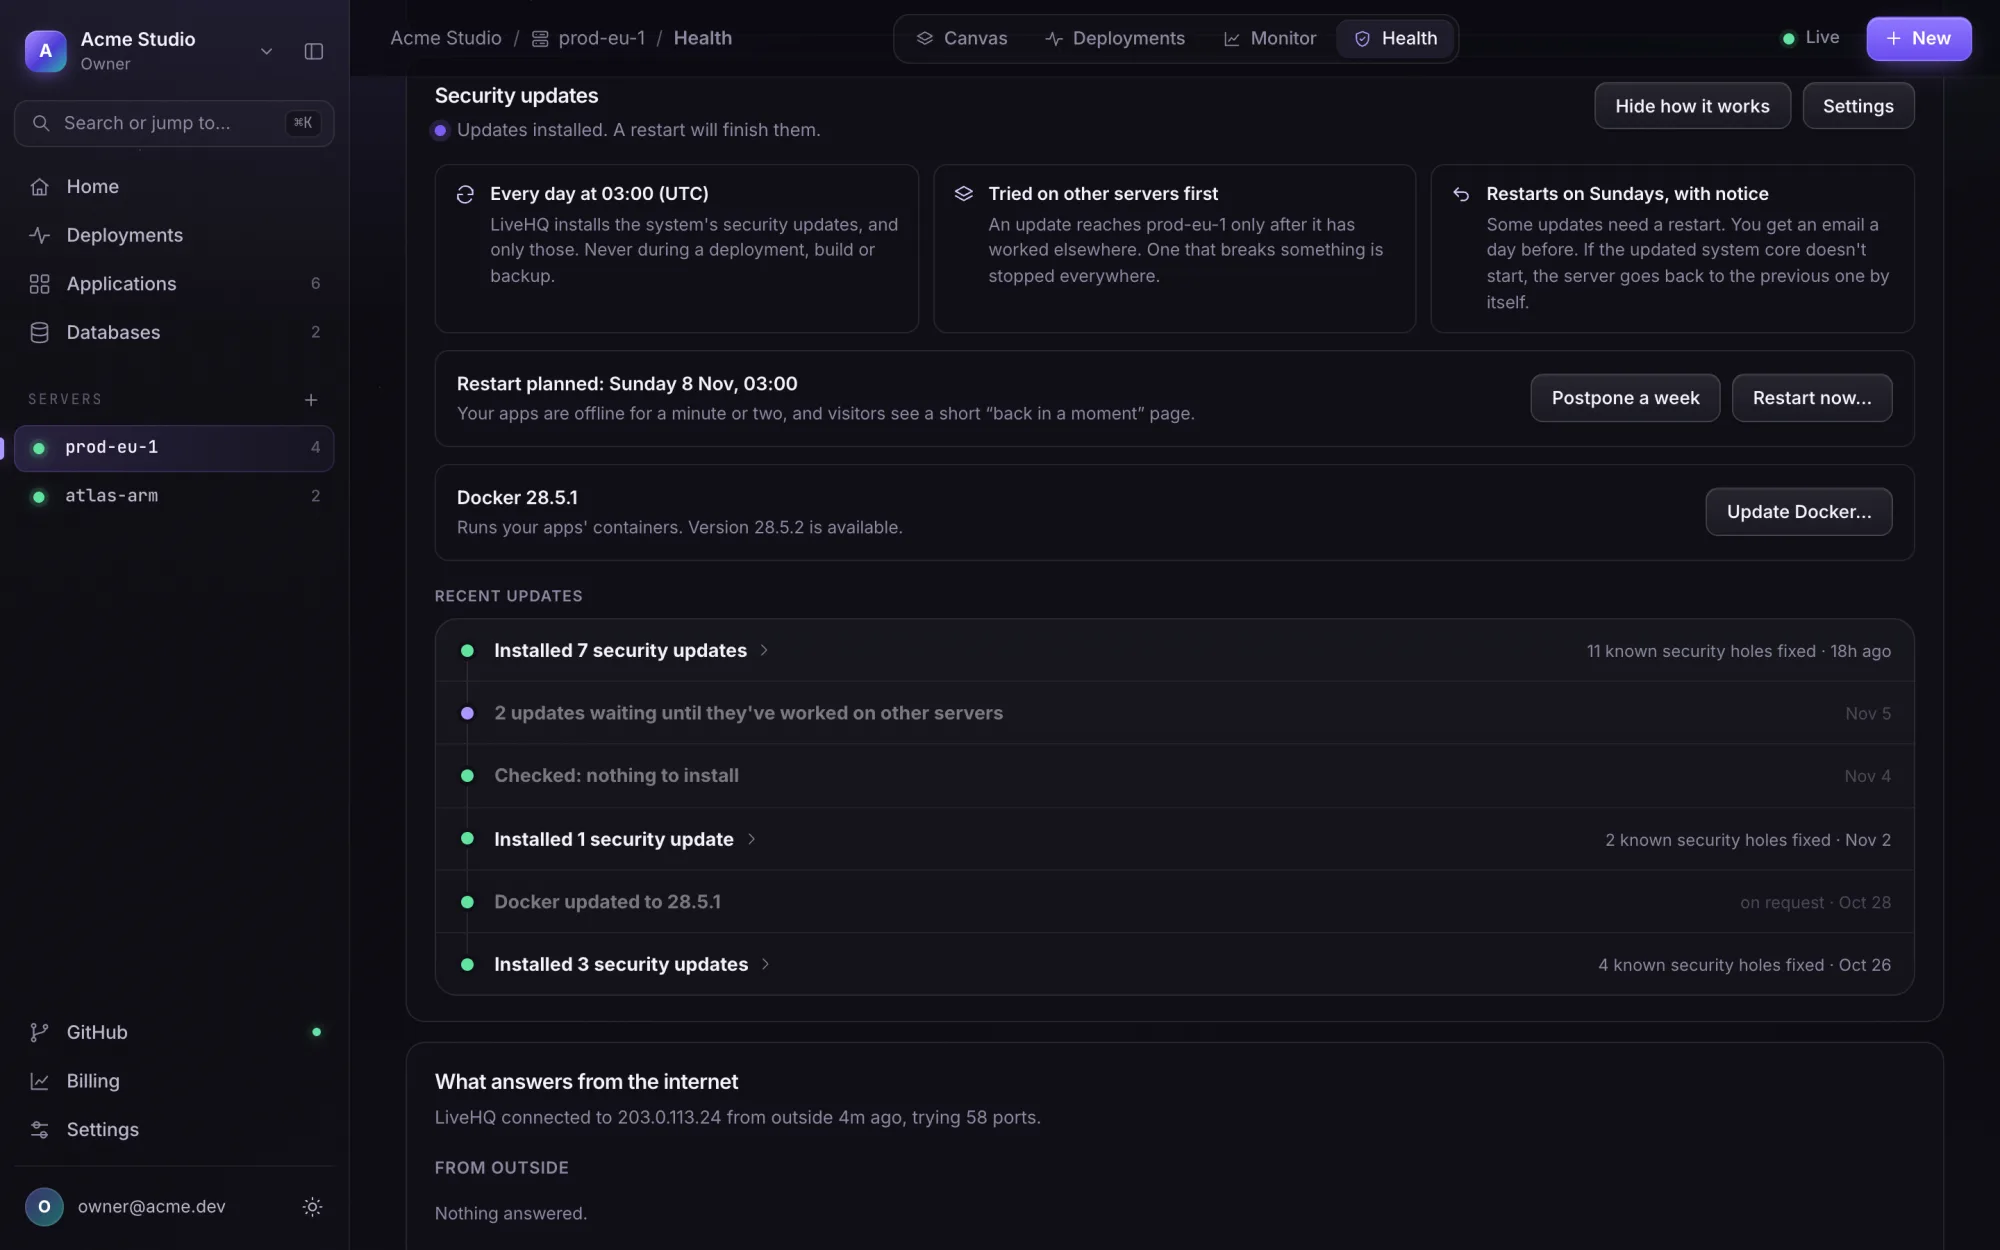 A
Acme Studio
Owner
Search or jump to...
⌘K
Home
Deployments
Applications
6
Databases
2
SERVERS
prod-eu-1
4
atlas-arm
2
GitHub
Billing
Settings
O
owner@acme.dev
Acme Studio / prod-eu-1 / Health
Canvas
Deployments
Monitor
Health
Live
+ New
Security updates
Updates installed. A restart will finish them.
Hide how it works
Settings
Every day at 03:00 (UTC)
LiveHQ installs the system's security updates, and
only those. Never during a deployment, build or
backup.
Tried on other servers first
An update reaches prod-eu-1 only after it has
worked elsewhere. One that breaks something is
stopped everywhere.
Restarts on Sundays, with notice
Some updates need a restart. You get an email a
day before. If the updated system core doesn't
start, the server goes back to the previous one by
itself.
Restart planned: Sunday 8 Nov, 03:00
Your apps are offline for a minute or two, and visitors see a short “back in a moment” page.
Postpone a week
Restart now...
Docker 28.5.1
Runs your apps' containers. Version 28.5.2 is available.
Update Docker...
RECENT UPDATES
Installed 7 security updates
11 known security holes fixed · 18h ago
2 updates waiting until they've worked on other servers
Nov 5
Checked: nothing to install
Nov 4
Installed 1 security update
2 known security holes fixed · Nov 2
Docker updated to 28.5.1
on request · Oct 28
Installed 3 security updates
4 known security holes fixed · Oct 26
What answers from the internet
LiveHQ connected to 203.0.113.24 from outside 4m ago, trying 58 ports.
FROM OUTSIDE
Nothing answered.